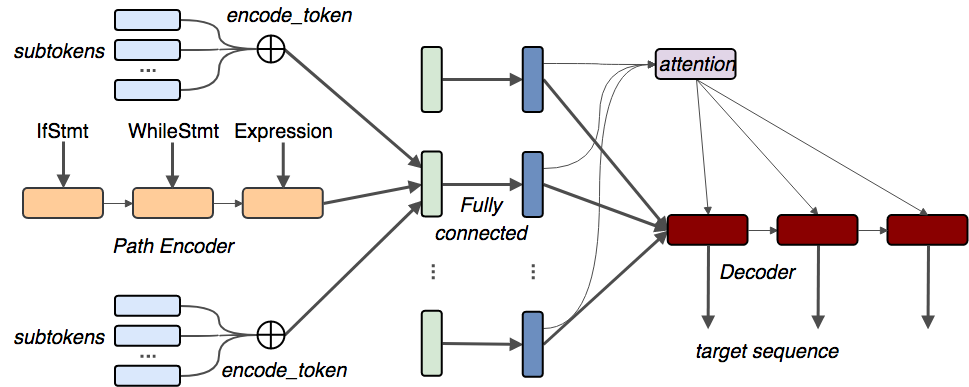 encode_token
subtokens
...
attention
IfStmt
WhileStmt
Expression
Fully
connected
Path Encoder
...
...
Decoder
subtokens
...
encode_token
target sequence